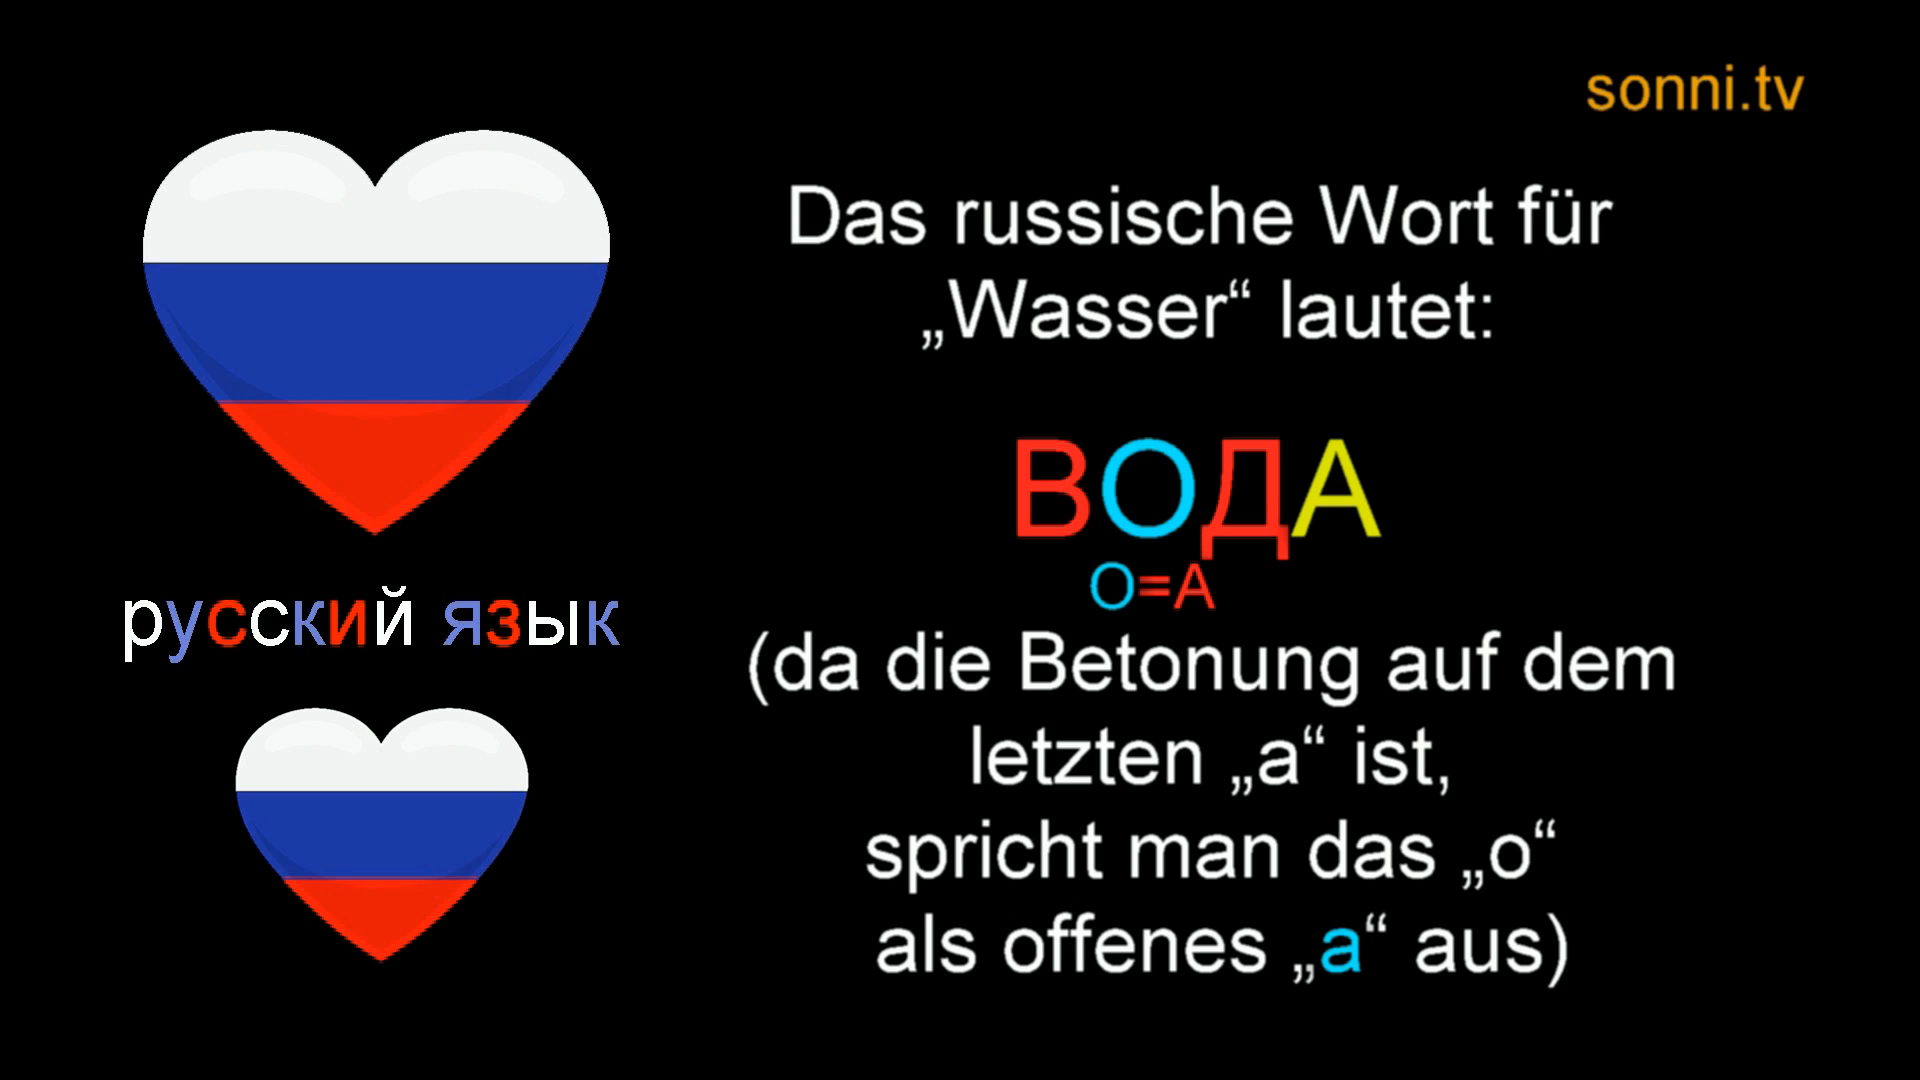 sonni.tv
Das russische Wort für
„Wasser“ lautet:
ВОДА
О=А
(da die Betonung auf dem
letzten „a“ ist,
spricht man das „o“
als offenes „a“ aus)
русский язык